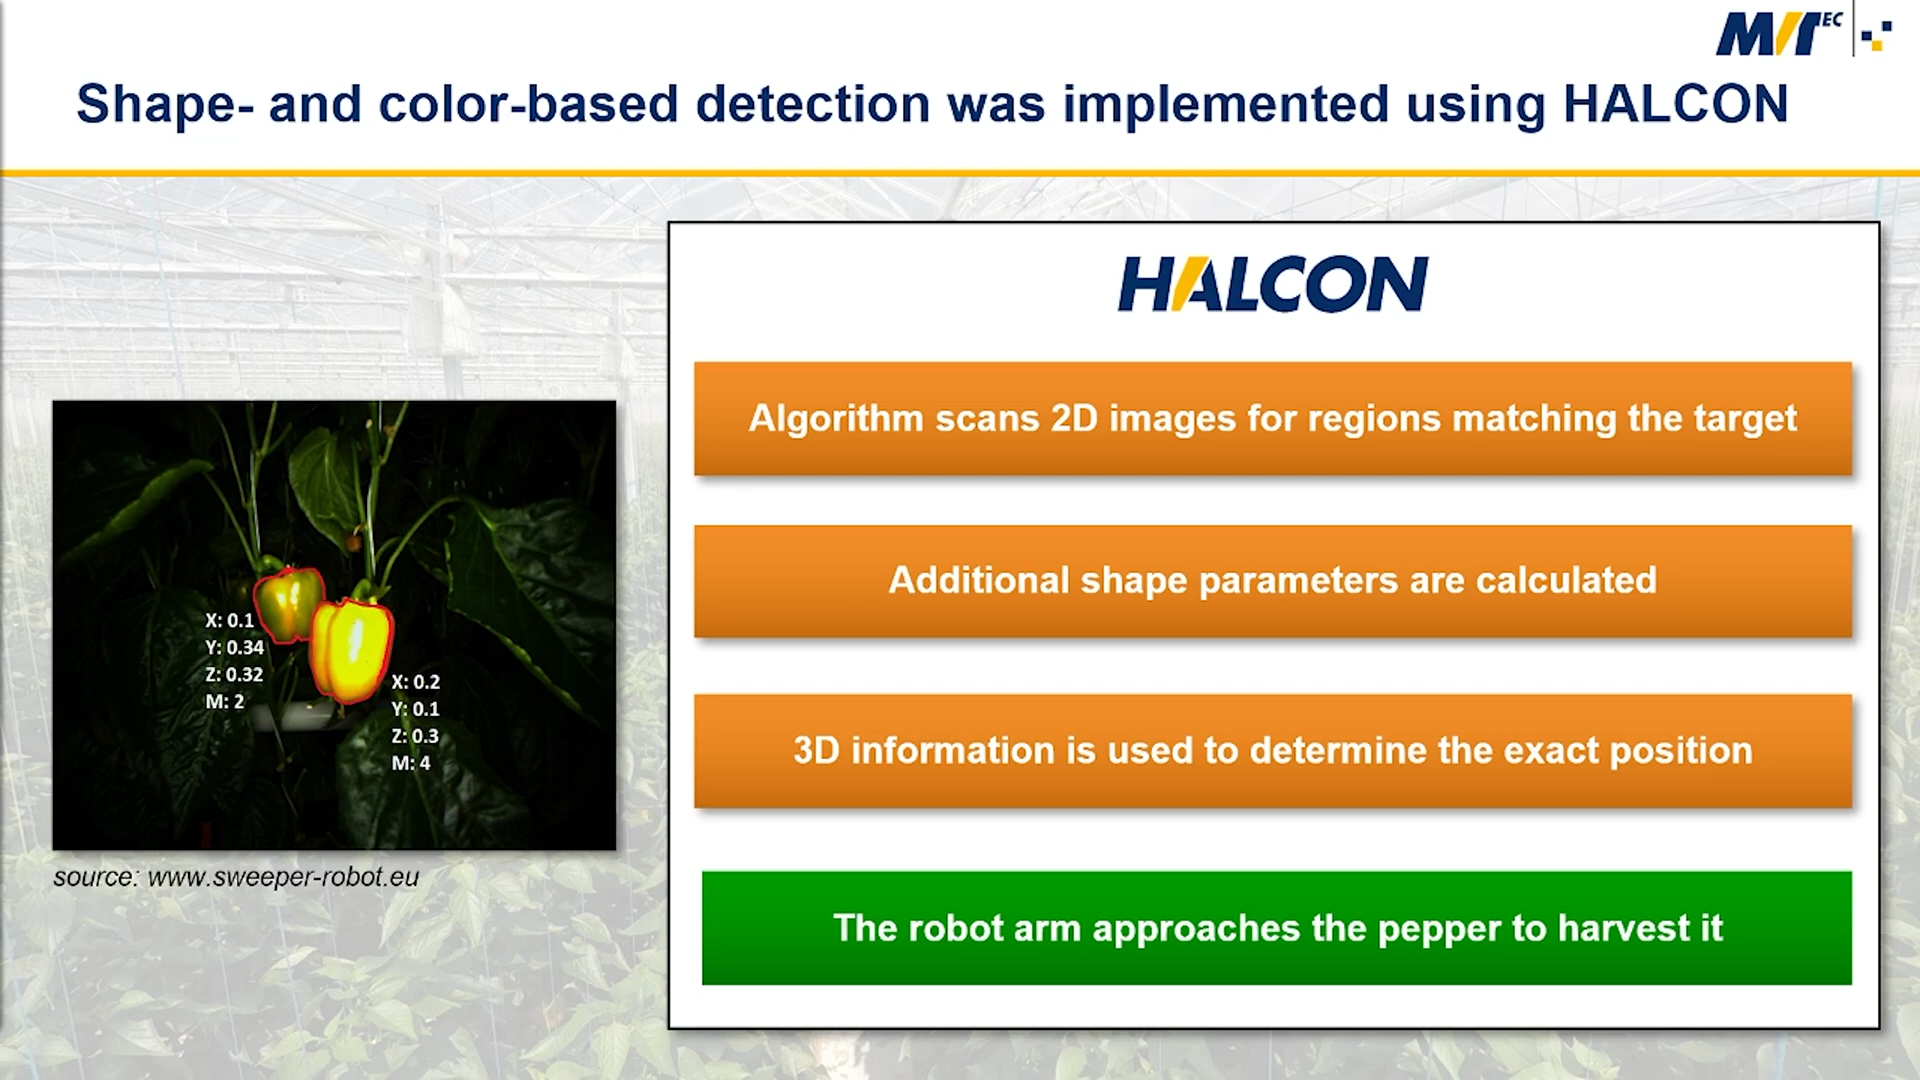 MVTEC
Shape- and color-based detection was implemented using HALCON
HALCON
Algorithm scans 2D images for regions matching the target
Additional shape parameters are calculated
3D information is used to determine the exact position
The robot arm approaches the pepper to harvest it
X: 0.1
Y: 0.34
Z: 0.32
M: 2
X: 0.2
Y: 0.1
Z: 0.3
M: 4
source: www.sweeper-robot.eu